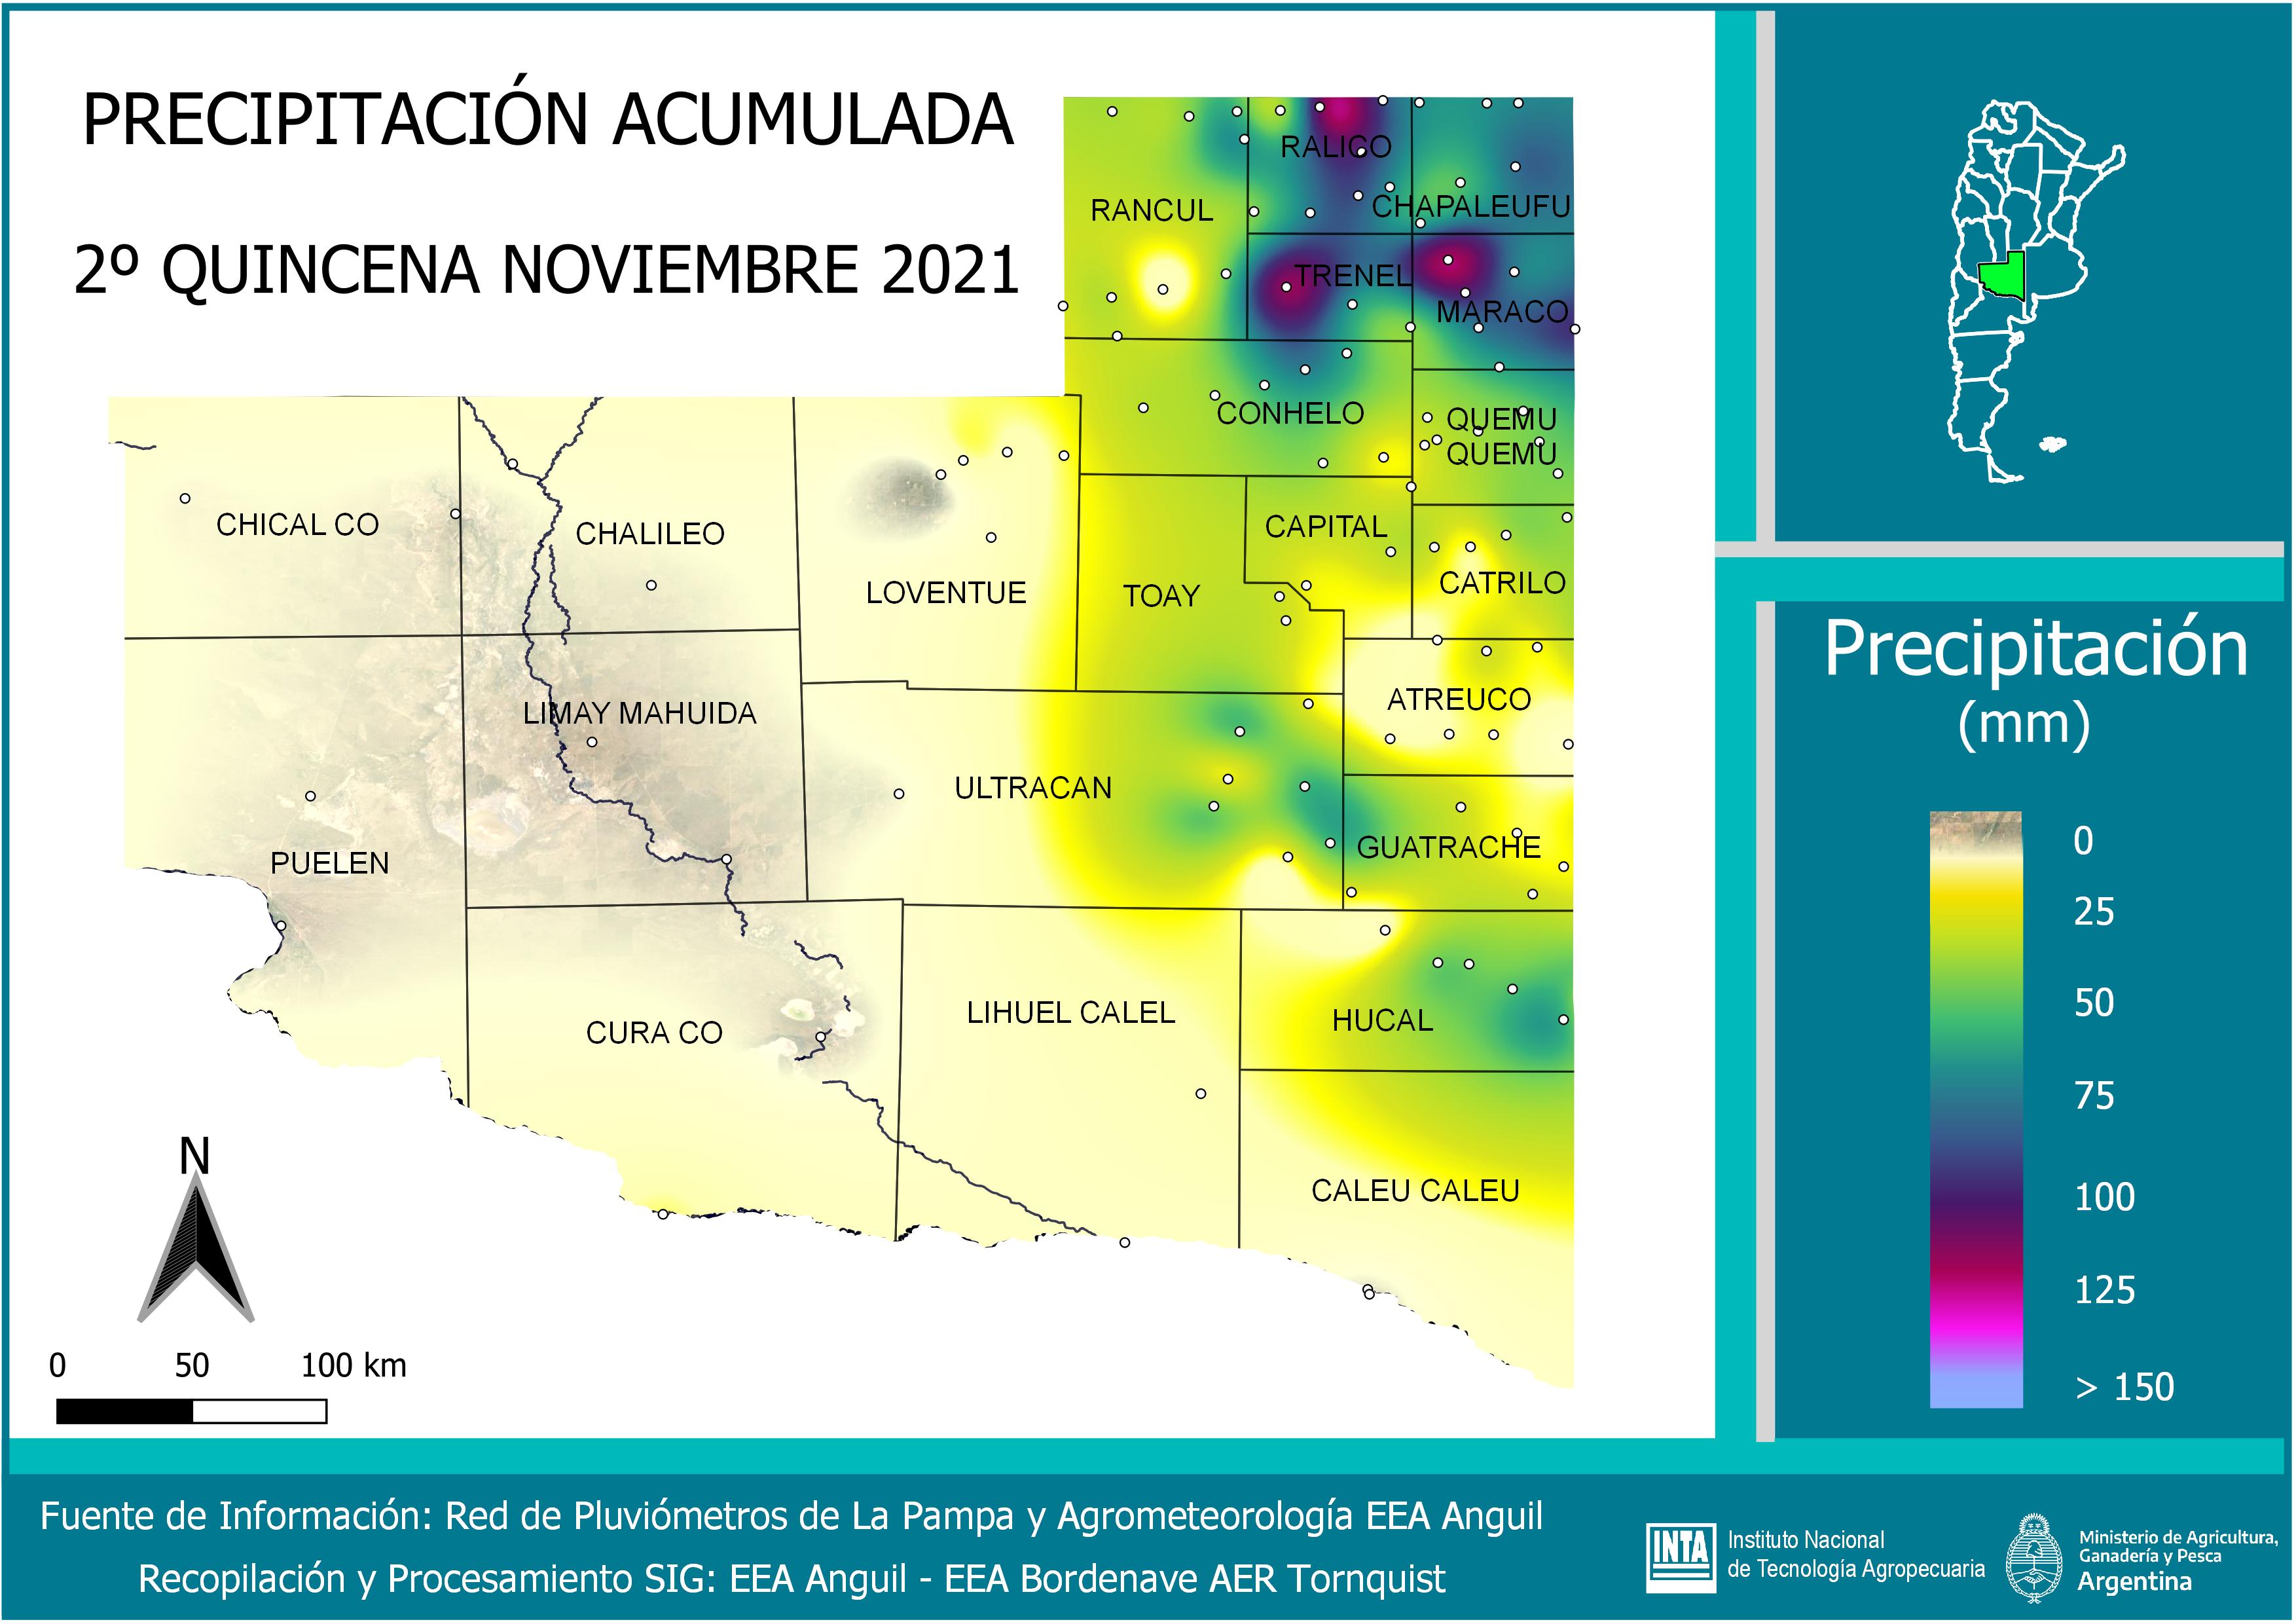 PRECIPITACIÓN ACUMULADA
2º QUINCENA NOVIEMBRE 2021
RALICO
RANCUL
CHAPALEUFU
TRENEL
MARACO
CONHELO
QUEMU
QUEMU
CHICAL CO
CHALILEO
CAPITAL
LOVENTUE
TOAY
CATRILO
LIMAY MAHUIDA
ATREUCO
ULTRACAN
PUELEN
GUATRACHE
CURA CO
LIHUEL CALEL
HUCAL
CALEU CALEU
N
0 50 100 km
Precipitación
(mm)
0
25
50
75
100
125
> 150
Fuente de Información: Red de Pluviómetros de La Pampa y Agrometeorología EEA Anguil
Recopilación y Procesamiento SIG: EEA Anguil - EEA Bordenave AER Tornquist
INTA
Instituto Nacional
de Tecnología Agropecuaria
Ministerio de Agricultura,
Ganadería y Pesca
Argentina